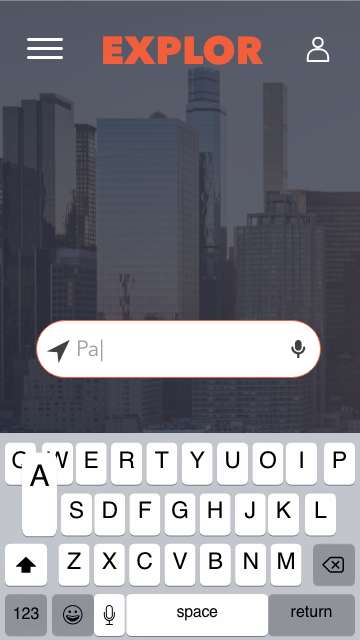 EXPLOR
Pa
Q W E R T Y U O I P
A S D F G H J K L
Z X C V B N M
123 space return